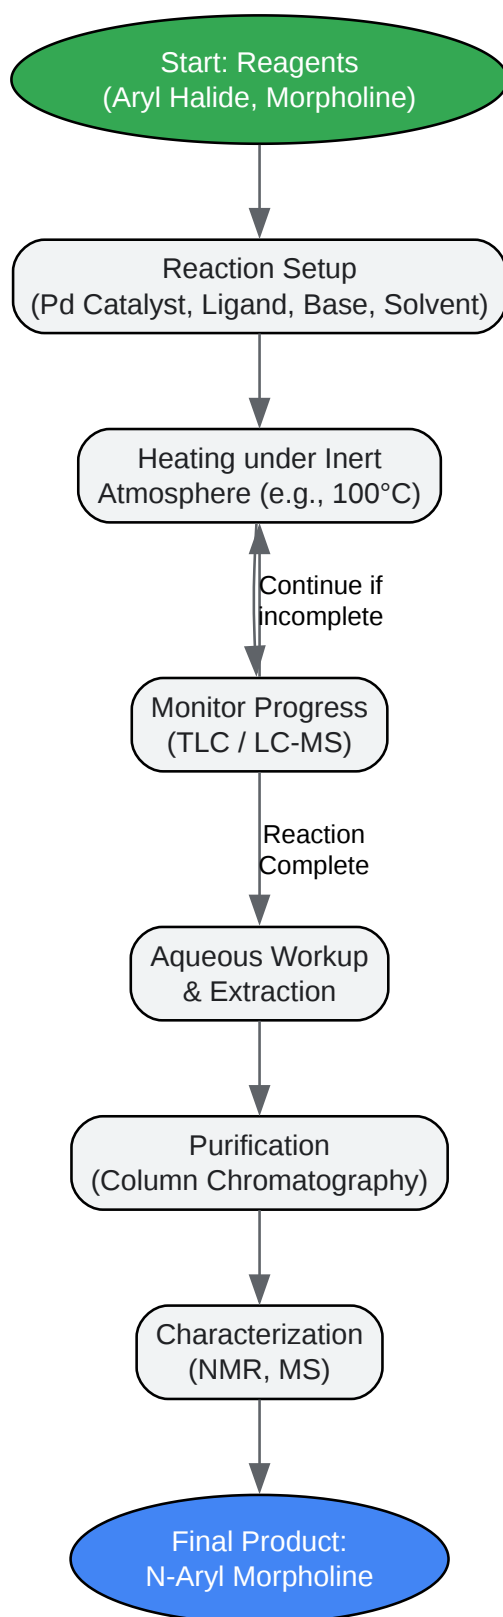 Start: Reagents
(Aryl Halide, Morpholine)
Reaction Setup
(Pd Catalyst, Ligand, Base, Solvent)
Heating under Inert
Atmosphere (e.g., 100°C)
Continue if
incomplete
Monitor Progress
(TLC / LC-MS)
Reaction
Complete
Aqueous Workup
& Extraction
Purification
(Column Chromatography)
Characterization
(NMR, MS)
Final Product:
N-Aryl Morpholine